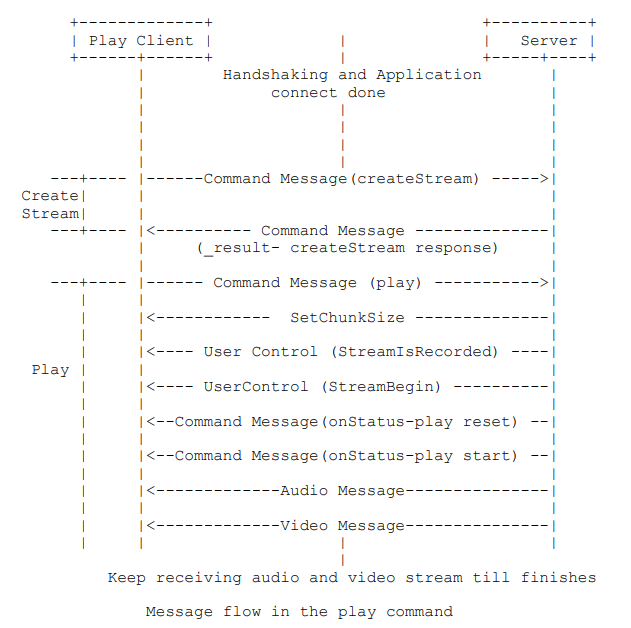 +-------------+                             +----------+
| Play Client |             |               |   Server |
+------+------+             |               +-----+----+
|        Handshaking and Application       |
|             connect done                 |
|                    |                     |
|                    |                     |
|                    |                     |
|                    |                     |
---+---- |------Command Message(createStream) ----->|
Create|     |                                          |
Stream|     |                                          |
---+---- |<---------- Command Message --------------|
|     (_result- createStream response)     |
|                                          |
---+---- |------ Command Message (play) ----------->|
|     |                                          |
|     |<------------  SetChunkSize --------------|
|     |                                          |
|     |<---- User Control (StreamIsRecorded) ----|
Play |     |                                          |
|     |<---- UserControl (StreamBegin) ----------|
|     |                                          |
|     |<--Command Message(onStatus-play reset) --|
|     |                                          |
|     |<--Command Message(onStatus-play start) --|
|     |                                          |
|     |<-------------Audio Message---------------|
|     |                                          |
|     |<-------------Video Message---------------|
|     |                    |                     |
|
Keep receiving audio and video stream till finishes
Message flow in the play command